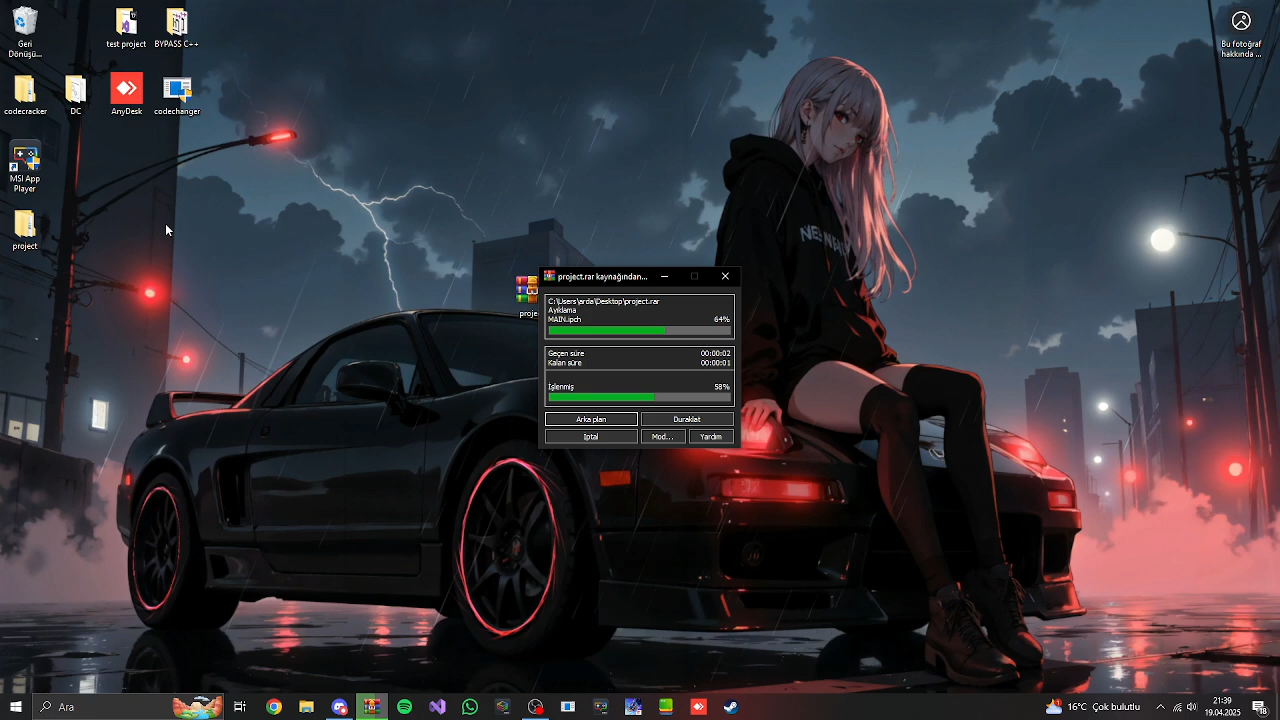 Geri
Dönüşü...
test project
BYPASS C++
codecracker
DC
AnyDesk
codechanger
MSI App
Player
project
Bu fotoğraf
hakkında ...
project.rar kaynağından...
C:\Users\arda\Desktop\project.rar
Ayıklama
MAIN.ipch 64%
Geçen süre 00:00:02
Kalan süre 00:00:01
İşlenmiş 58%
Arka plan Duraklat
İptal Mod... Yardım
Ara
16°C Çok bulutlu
21:39
19.04.2025